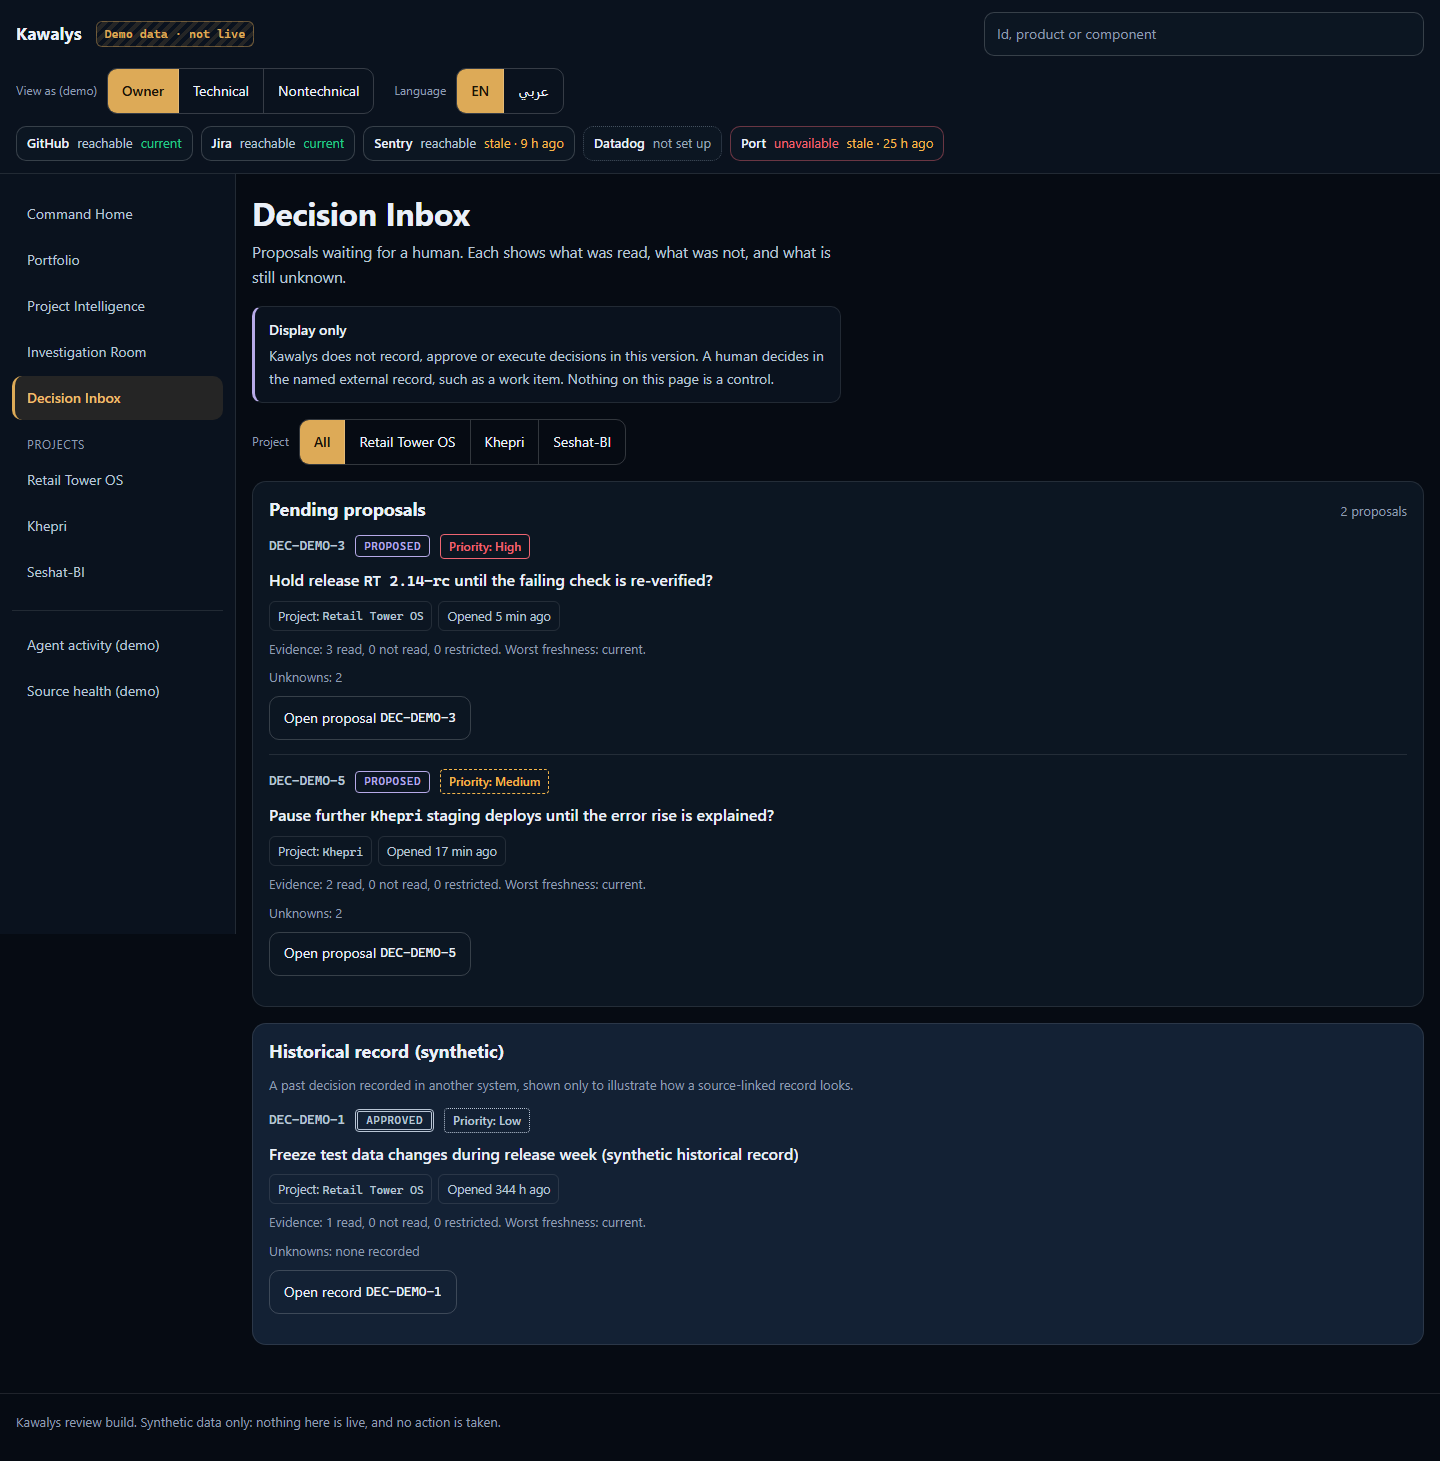 Kawalys
Demo data · not live
Id, product or component
View as (demo)
Owner
Technical
Nontechnical
Language
EN
عربي
GitHub reachable current
Jira reachable current
Sentry reachable stale · 9 h ago
Datadog not set up
Port unavailable stale · 25 h ago
Command Home
Portfolio
Project Intelligence
Investigation Room
Decision Inbox
PROJECTS
Retail Tower OS
Khepri
Seshat-BI
Agent activity (demo)
Source health (demo)
Decision Inbox
Proposals waiting for a human. Each shows what was read, what was not, and what is
still unknown.
Display only
Kawalys does not record, approve or execute decisions in this version. A human decides in
the named external record, such as a work item. Nothing on this page is a control.
Project
All
Retail Tower OS
Khepri
Seshat-BI
Pending proposals
2 proposals
DEC-DEMO-3 PROPOSED Priority: High
Hold release RT 2.14-rc until the failing check is re-verified?
Project: Retail Tower OS
Opened 5 min ago
Evidence: 3 read, 0 not read, 0 restricted. Worst freshness: current.
Unknowns: 2
Open proposal DEC-DEMO-3
DEC-DEMO-5 PROPOSED Priority: Medium
Pause further Khepri staging deploys until the error rise is explained?
Project: Khepri
Opened 17 min ago
Evidence: 2 read, 0 not read, 0 restricted. Worst freshness: current.
Unknowns: 2
Open proposal DEC-DEMO-5
Historical record (synthetic)
A past decision recorded in another system, shown only to illustrate how a source-linked record looks.
DEC-DEMO-1 APPROVED Priority: Low
Freeze test data changes during release week (synthetic historical record)
Project: Retail Tower OS
Opened 344 h ago
Evidence: 1 read, 0 not read, 0 restricted. Worst freshness: current.
Unknowns: none recorded
Open record DEC-DEMO-1
Kawalys review build. Synthetic data only: nothing here is live, and no action is taken.